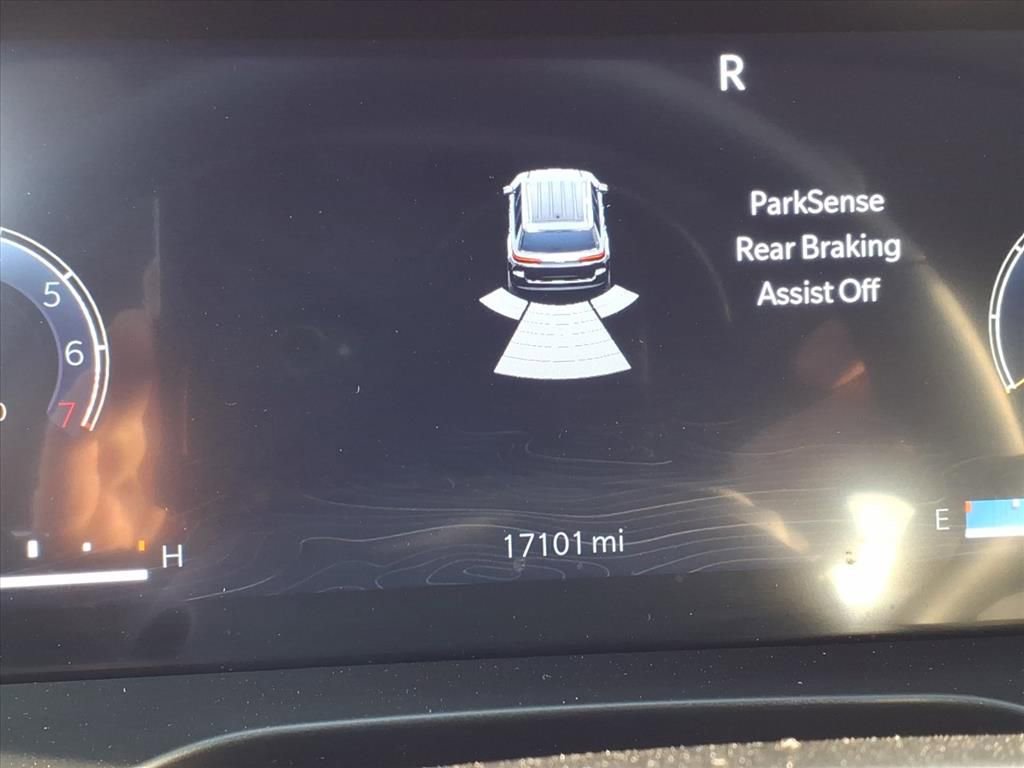 R
ParkSense
Rear Braking
Assist Off
5
6
7
H
17101 mi
E